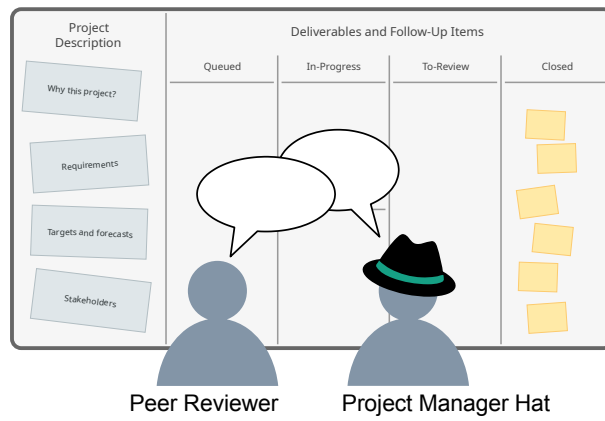 Project
Description
Deliverables and Follow-Up Items
Queued
In-Progress
To-Review
Closed
Why this project?
Requirements
Targets and forecasts
Stakeholders
Peer Reviewer
Project Manager Hat